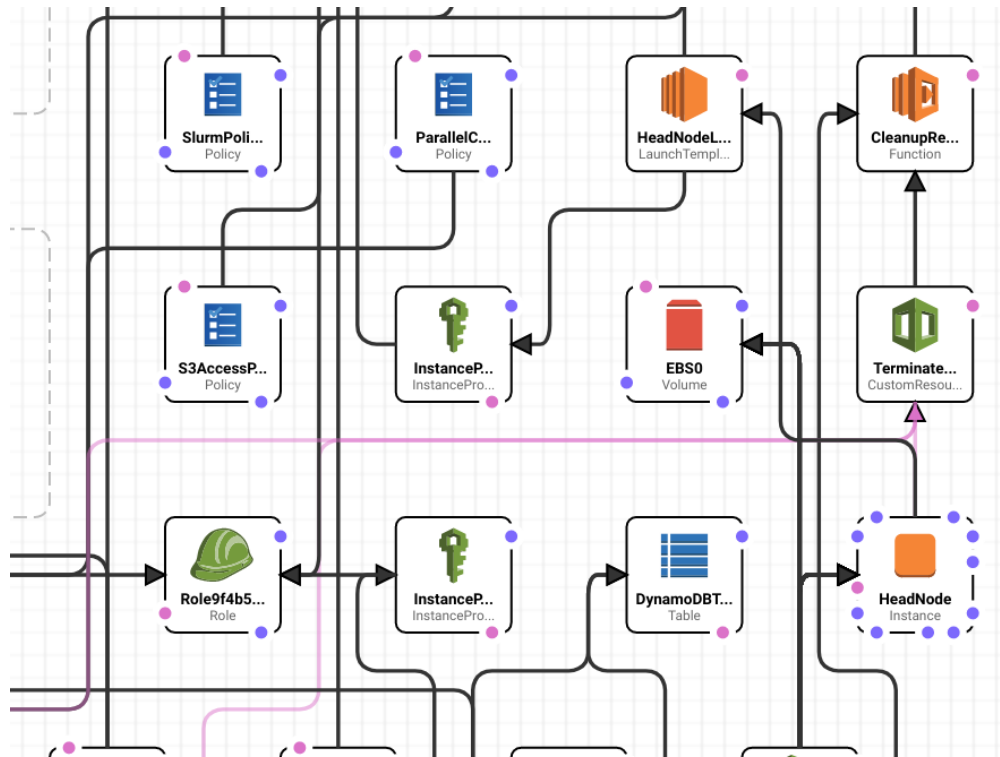 SlurmPoli...
Policy
ParallelC...
Policy
HeadNodeL...
LaunchTempl...
CleanupRe...
Function
S3AccessP...
Policy
InstanceP...
InstancePro...
EBS0
Volume
Terminate...
CustomResou...
Role9f4b5...
Role
InstanceP...
InstancePro...
DynamoDBT...
Table
HeadNode
Instance